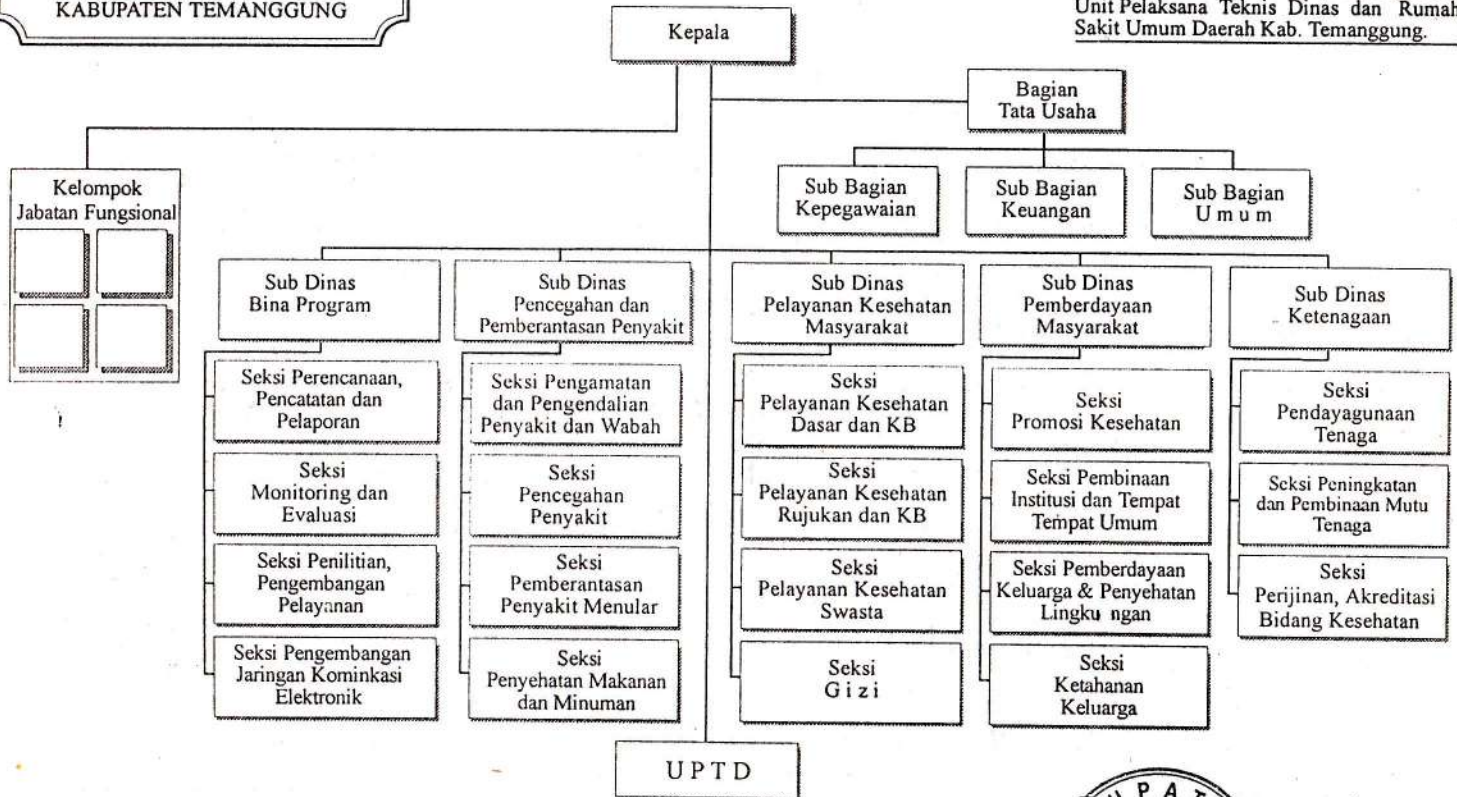 KABUPATEN TEMANGGUNG
Unit Pelaksana Teknis Dinas dan Rumah
Sakit Umum Daerah Kab. Temanggung.
Kepala
Bagian
Tata Usaha
Kelompok
Jabatan Fungsional
Sub Bagian
Kepegawaian
Sub Bagian
Keuangan
Sub Bagian
U m u m
Sub Dinas
Bina Program
Sub Dinas
Pencegahan dan
Pemberantasan Penyakit
Sub Dinas
Pelayanan Kesehatan
Masyarakat
Sub Dinas
Pemberdayaan
Masyarakat
Sub Dinas
Ketenagaan
Seksi Perencanaan,
Pencatatan dan
Pelaporan
Seksi Pengamatan
dan Pengendalian
Penyakit dan Wabah
Seksi
Pelayanan Kesehatan
Dasar dan KB
Seksi
Promosi Kesehatan
Seksi
Pendayagunaan
Tenaga
Seksi
Monitoring dan
Evaluasi
Seksi
Pencegahan
Penyakit
Seksi
Pelayanan Kesehatan
Rujukan dan KB
Seksi Pembinaan
Institusi dan Tempat
Tempat Umum
Seksi Peningkatan
dan Pembinaan Mutu
Tenaga
Seksi Penilitian,
Pengembangan
Pelayanan
Seksi
Pemberantasan
Penyakit Menular
Seksi
Pelayanan Kesehatan
Swasta
Seksi Pemberdayaan
Keluarga & Penyehatan
Lingku ngan
Seksi
Perijinan, Akreditasi
Bidang Kesehatan
Seksi Pengembangan
Jaringan Kominkasi
Elektronik
Seksi
Penyehatan Makanan
dan Minuman
Seksi
G i z i
Seksi
Ketahanan
Keluarga
U P T D